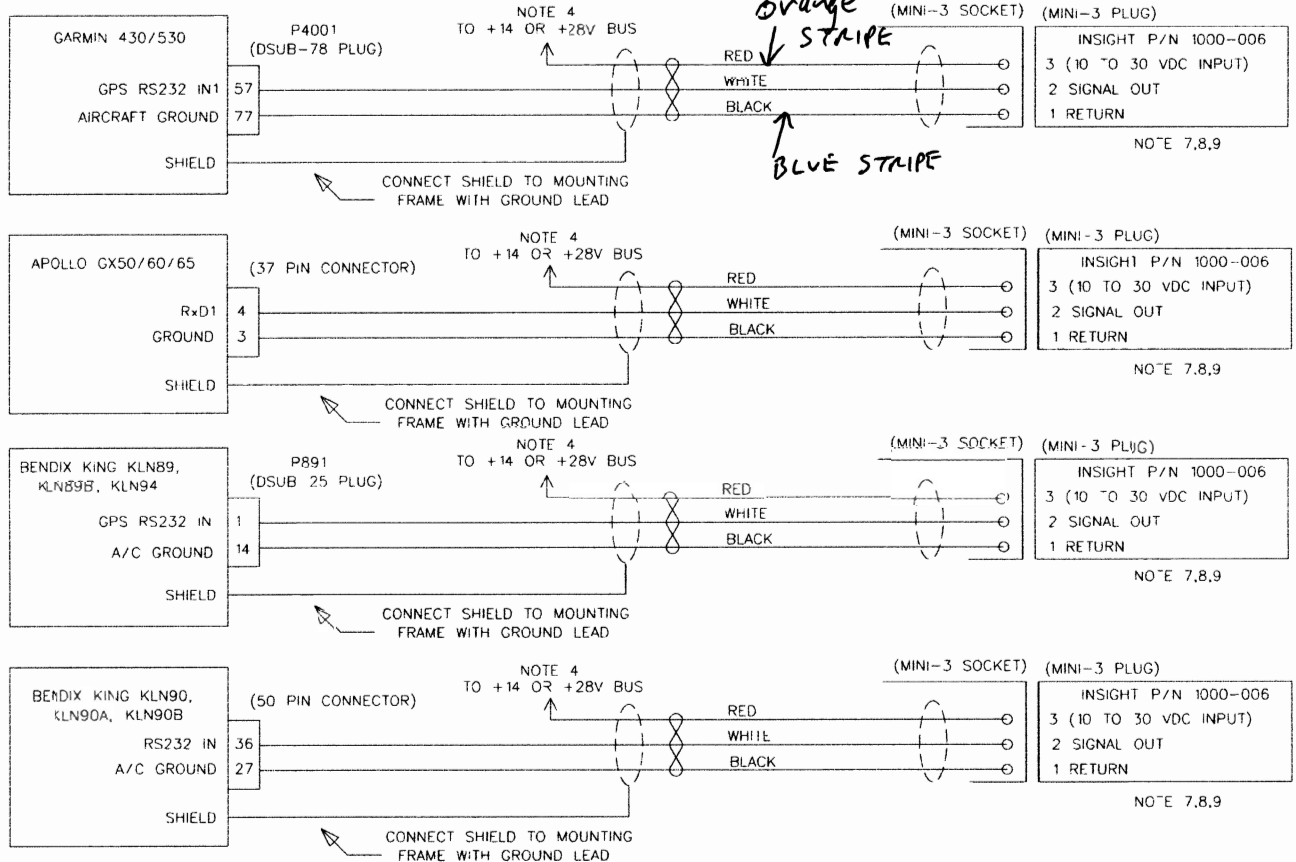 Orange
STRIPE
NOTE 4
TO +14 OR +28V BUS
(MINI-3 SOCKET) (MINI-3 PLUG)
GARMIN 430/530
P4001
(DSUB-78 PLUG)
RED
INSIGHT P/N 1000-006
3 (10 TO 30 VDC INPUT)
GPS RS232 IN1 57
WHITE
2 SIGNAL OUT
AIRCRAFT GROUND 77
BLACK
1 RETURN
NOTE 7,8,9
SHIELD
BLUE STRIPE
CONNECT SHIELD TO MOUNTING
FRAME WITH GROUND LEAD
NOTE 4
TO +14 OR +28V BUS
(MINI-3 SOCKET) (MINI-3 PLUG)
APOLLO GX50/60/65
(37 PIN CONNECTOR)
INSIGHT P/N 1000-006
RED
3 (10 TO 30 VDC INPUT)
RxD1 4
WHITE
2 SIGNAL OUT
GROUND 3
BLACK
1 RETURN
NOTE 7,8,9
SHIELD
CONNECT SHIELD TO MOUNTING
FRAME WITH GROUND LEAD
NOTE 4
TO +14 OR +28V BUS
(MINI-3 SOCKET) (MINI-3 PLUG)
BENDIX KING KLN89,
KLN89B, KLN94
P891
(DSUB 25 PLUG)
INSIGHT P/N 1000-006
RED
3 (10 TO 30 VDC INPUT)
GPS RS232 IN 1
WHITE
2 SIGNAL OUT
A/C GROUND 14
BLACK
1 RETURN
NOTE 7,8,9
SHIELD
CONNECT SHIELD TO MOUNTING
FRAME WITH GROUND LEAD
NOTE 4
TO +14 OR +28V BUS
(MINI-3 SOCKET) (MINI-3 PLUG)
BENDIX KING KLN90,
KLN90A, KLN90B
(50 PIN CONNECTOR)
INSIGHT P/N 1000-006
RED
3 (10 TO 30 VDC INPUT)
RS232 IN 36
WHITE
2 SIGNAL OUT
A/C GROUND 27
BLACK
1 RETURN
NOTE 7,8,9
SHIELD
CONNECT SHIELD TO MOUNTING
FRAME WITH GROUND LEAD